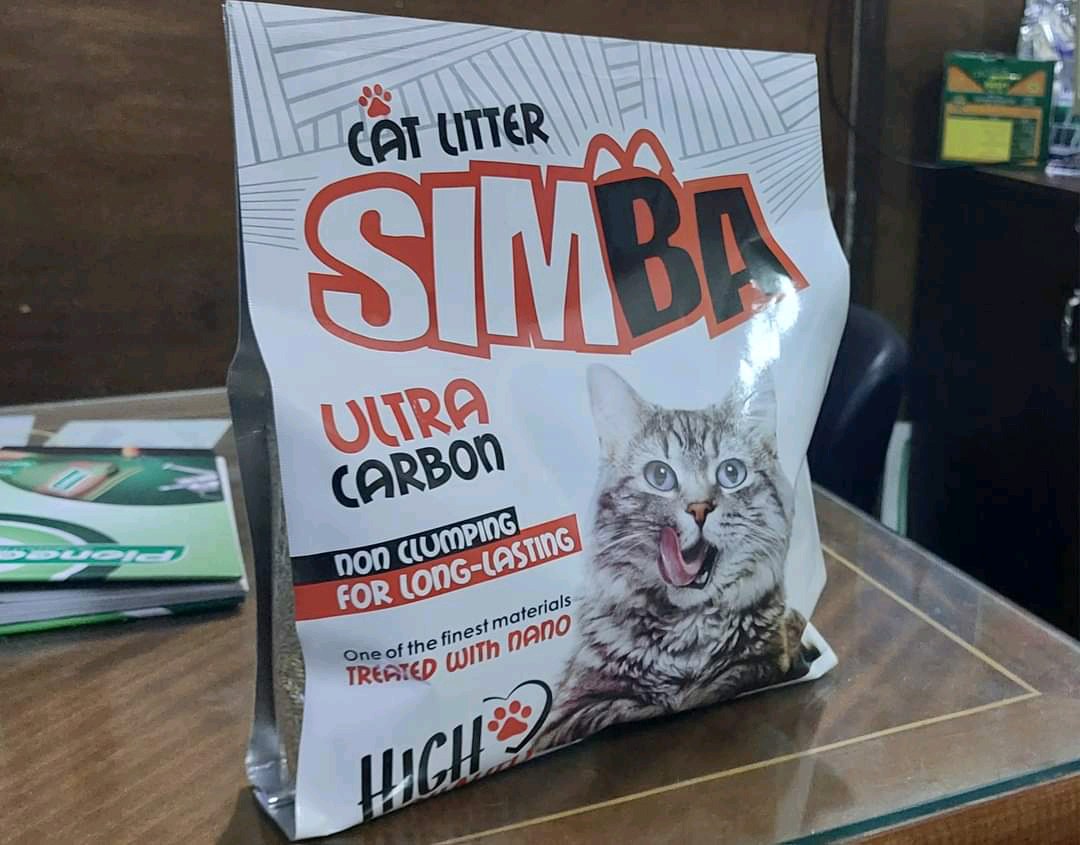 CAT LITTER
SIMBA
ULTRA
CARBON
NON CLUMPING
FOR LONG-LASTING
One of the finest materials
TREATED WITH NANO
HIGH